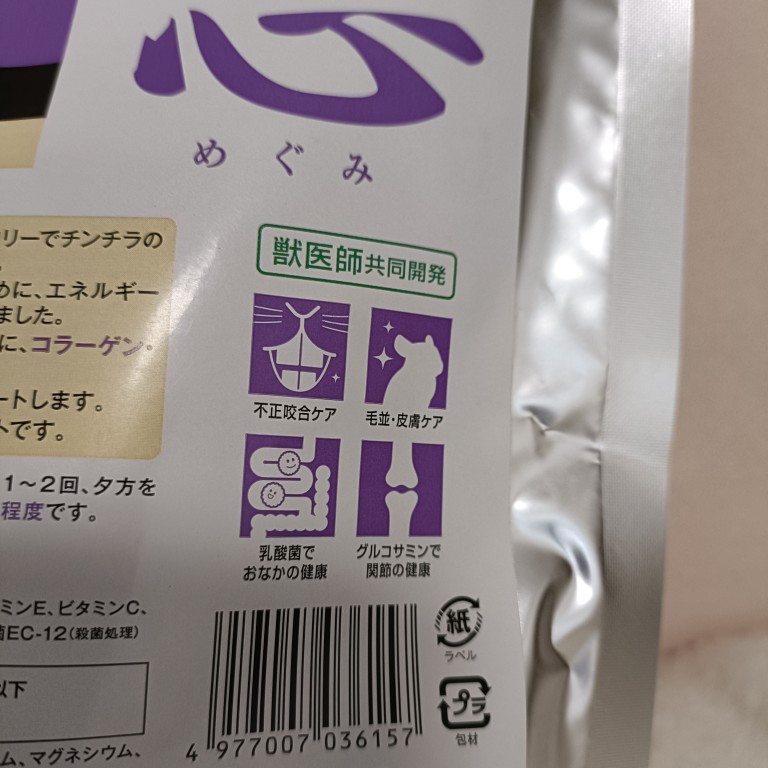 めぐみ
リーでチンチラの
めに、エネルギー
ました。
に、コラーゲン・
ートします。
トです。
1〜2回、夕方を
程度です。
獣医師共同開発
不正咬合ケア
毛並・皮膚ケア
乳酸菌で
おなかの健康
グルコサミンで
関節の健康
ミンE、ビタミンC、
菌EC-12(殺菌処理)
以下
ム、マグネシウム、
4 977007 036157
紙
ラベル
プラ
包材